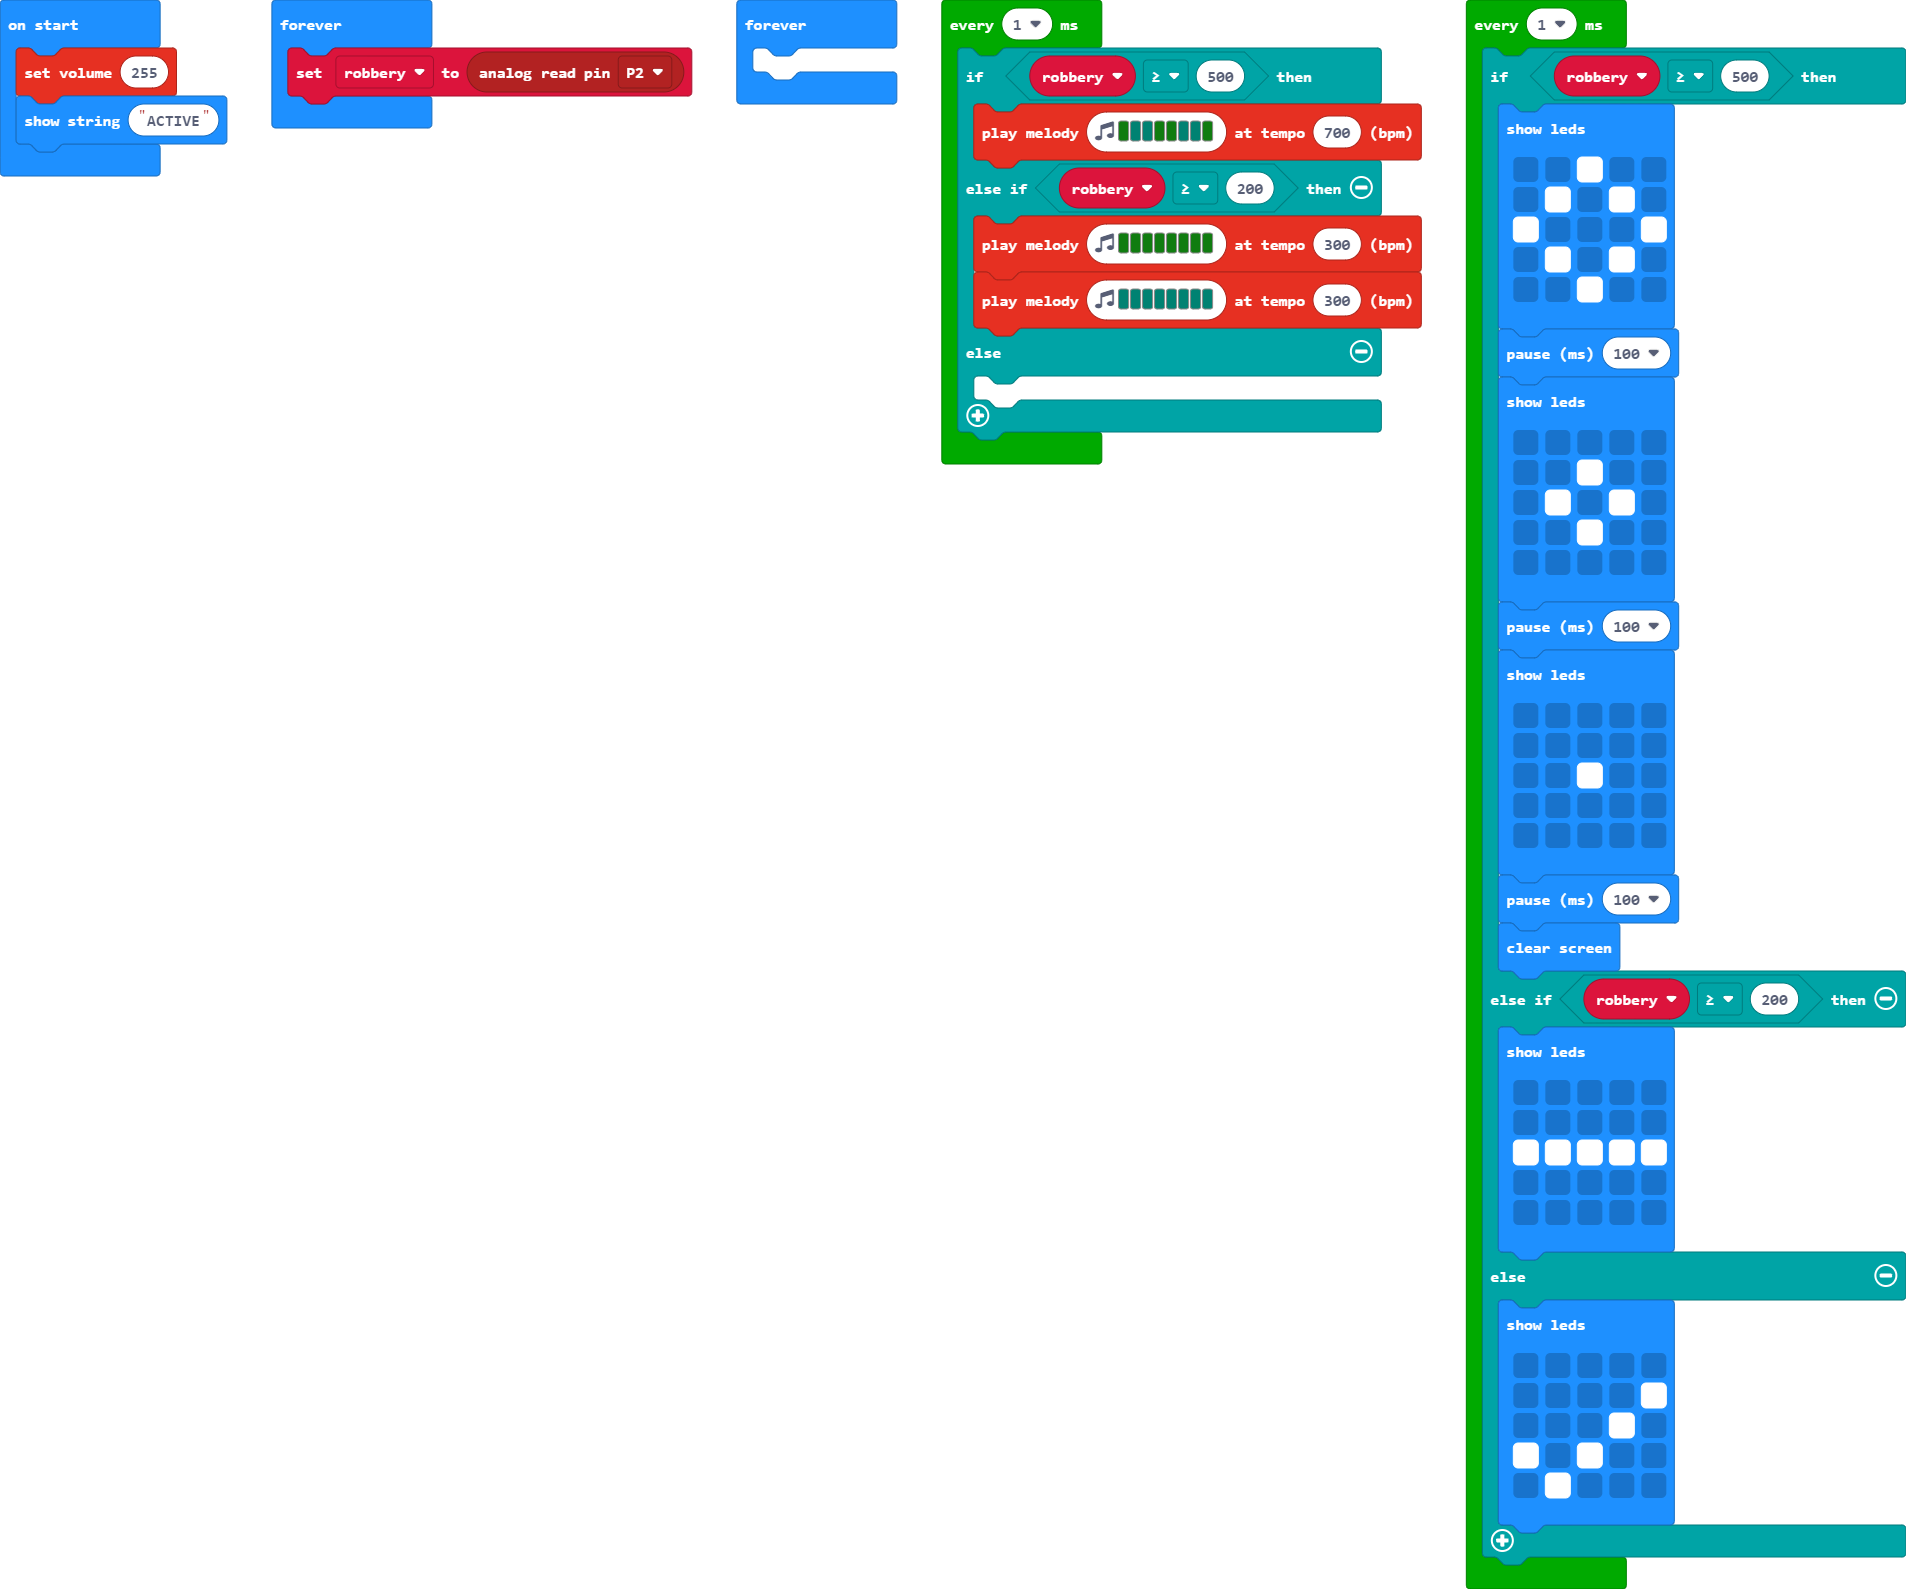 on start
set volume 255
show string "ACTIVE"
forever
set robbery to analog read pin P2
forever
every 1 ms
if robbery ≥ 500 then
play melody at tempo 700 (bpm)
else if robbery ≥ 200 then
play melody at tempo 300 (bpm)
play melody at tempo 300 (bpm)
else
every 1 ms
if robbery ≥ 500 then
show leds
pause (ms) 100
show leds
pause (ms) 100
show leds
pause (ms) 100
clear screen
else if robbery ≥ 200 then
show leds
else
show leds